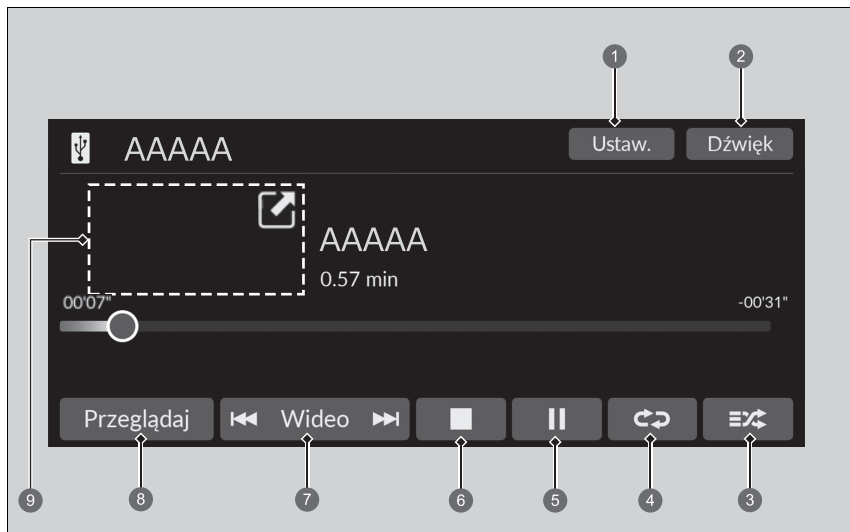 1 2
AAAAA Ustaw. Dźwięk
AAAAA
0.57 min
00'07" -00'31"
Przeglądaj Wideo
9 8 7 6 5 4 3